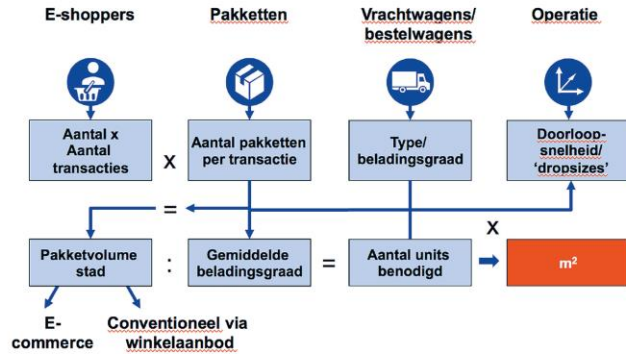 E-shoppers
Pakketten
Vrachtwagens/
bestelwagens
Operatie
Aantal x
Aantal
transacties
X
Aantal pakketten
per transactie
Type/
beladingsgraad
Doorloop-
snelheid/
‘dropsizes’
=
X
Pakketvolume
stad
:
Gemiddelde
beladingsgraad
=
Aantal units
benodigd
m²
E-
commerce
Conventioneel via
winkelaanbod